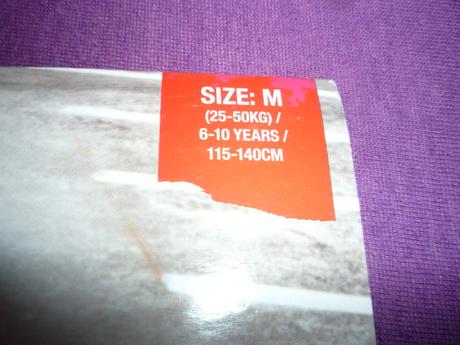 SIZE: M
(25-50KG) /
6-10 YEARS /
115-140CM